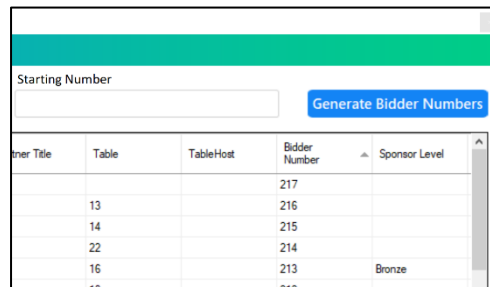 Starting Number
Generate Bidder Numbers
tner Title Table TableHost Bidder Number Sponsor Level
217
13 216
14 215
22 214
16 213 Bronze